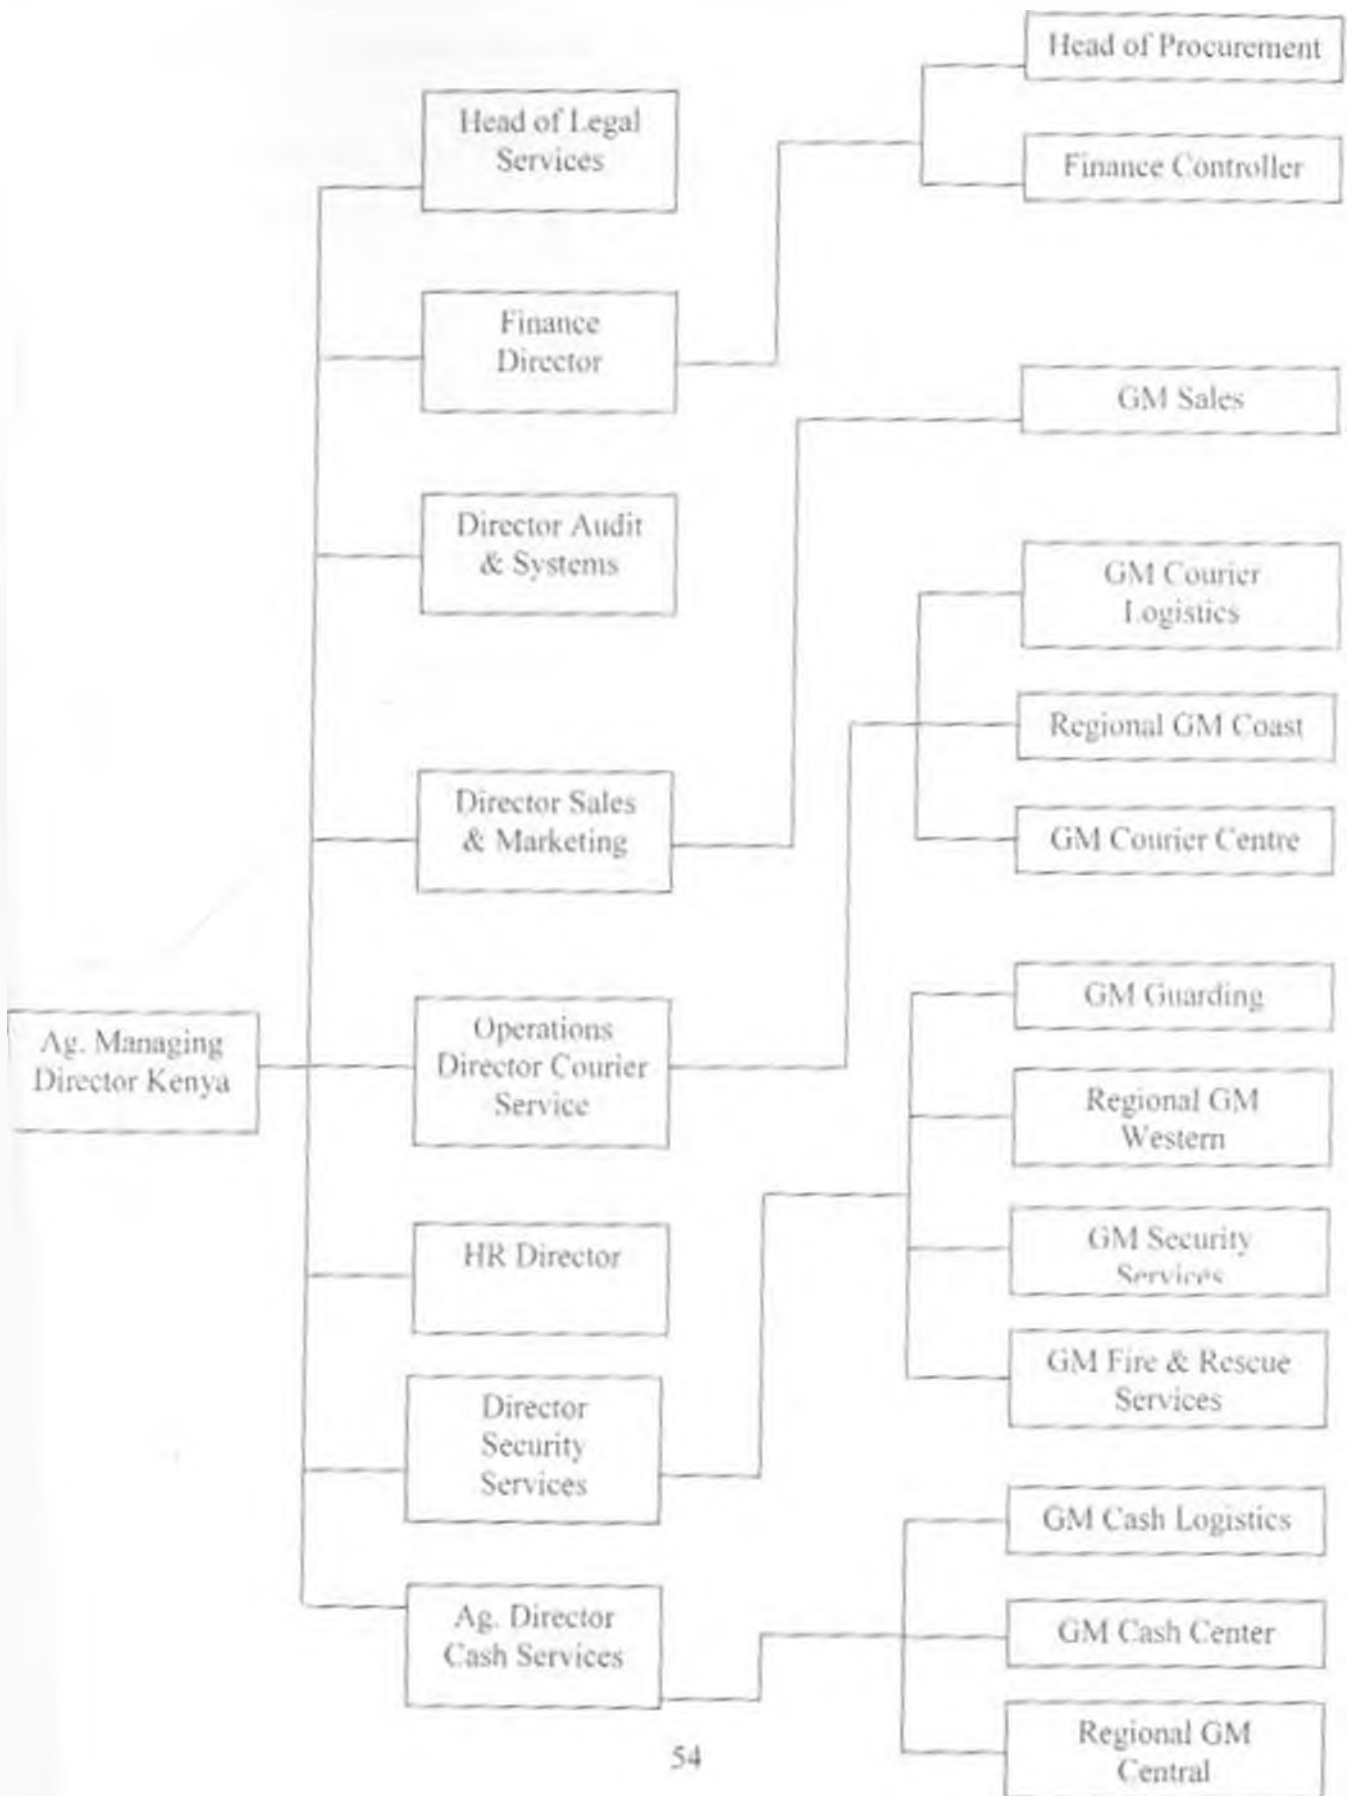 Head of Procurement
Head of Legal
Services
Finance Controller
Finance
Director
GM Sales
Director Audit
& Systems
GM Courier
Logistics
Regional GM Coast
Director Sales
& Marketing
GM Courier Centre
GM Guarding
Ag. Managing
Director Kenya
Operations
Director Courier
Service
Regional GM
Western
HR Director
GM Security
Services
GM Fire & Rescue
Services
Director
Security
Services
GM Cash Logistics
Ag. Director
Cash Services
GM Cash Center
Regional GM
Central
54